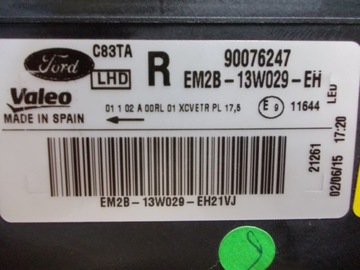 Ford
C83TA
LHD
R
90076247
EM2B-13W029-EH
Valeo
MADE IN SPAIN
01 1 02 A 00RL 01 XCVETR PL 17,5
E 9
11644
LED
21261
02/06/15 17:20
EM2B-13W029-EH21VJ